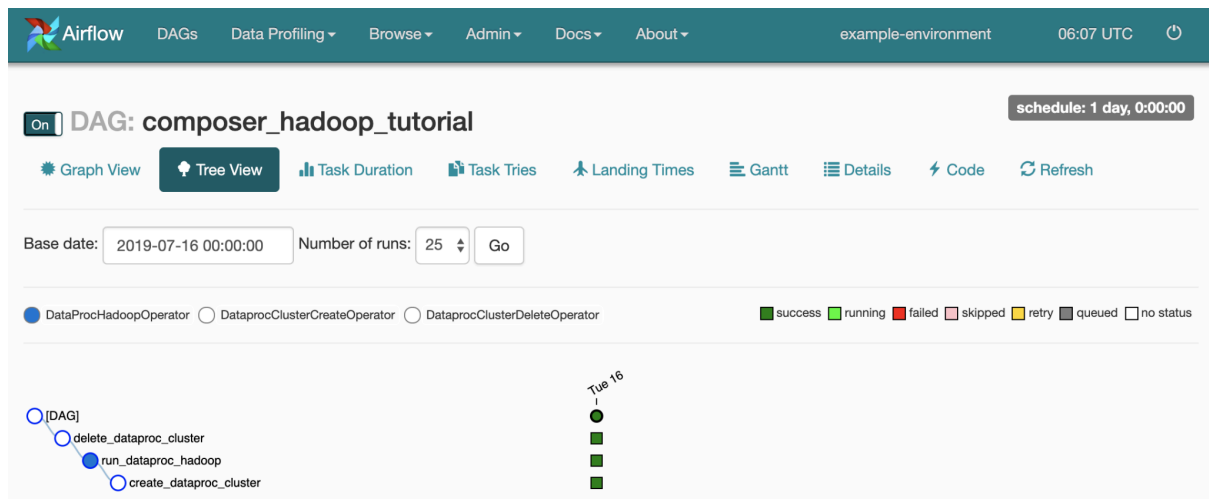 Airflow DAGs Data Profiling Browse Admin Docs About example-environment 06:07 UTC
schedule: 1 day, 0:00:00
On DAG: composer_hadoop_tutorial
Graph View Tree View Task Duration Task Tries Landing Times Gantt Details Code Refresh
Base date: 2019-07-16 00:00:00 Number of runs: 25 Go
DataProcHadoopOperator DataprocClusterCreateOperator DataprocClusterDeleteOperator success running failed skipped retry queued no status
Tue 16
[DAG]
delete_dataproc_cluster
run_dataproc_hadoop
create_dataproc_cluster